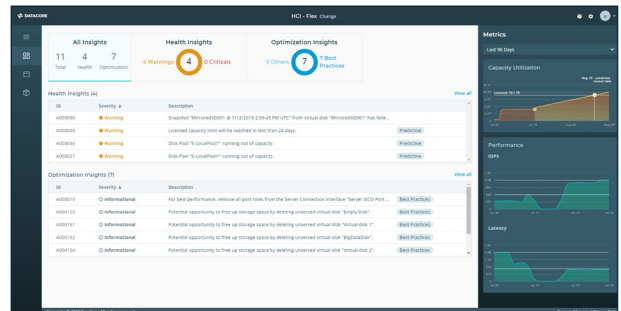 DATACORE
HCI - Flex Change
All Insights
11 4 7
Total Health Optimization
Health Insights
4 Warnings 4 0 Criticals
Optimization Insights
0 Others 7 7 Best Practices
Health Insights (4) View all
ID Severity ↓ Description
A000036 Warning Snapshot "MirroredVD001 @ 7/12/2019 2:59:45 PM UTC" from virtual disk "MirroredVD001" has faile...
A000009 Warning Licensed capacity limit will be reached in less than 24 days. Predictive
A000046 Warning Disk Pool "S-LocalPool1" running out of capacity. Predictive
A000027 Warning Disk Pool "S-LocalPool1" running out of capacity.
Optimization Insights (7) View all
ID Severity ↓ Description
A000010 Informational For best performance, remove all port roles from the Server Connection interface "Server iSCSI Port ... Best Practices
A000153 Informational Potential opportunity to free up storage space by deleting unserved virtual disk "Empty Disk". Best Practices
A000151 Informational Potential opportunity to free up storage space by deleting unserved virtual disk "Virtual disk 1". Best Practices
A000152 Informational Potential opportunity to free up storage space by deleting unserved virtual disk "BigDataDisk". Best Practices
A000154 Informational Potential opportunity to free up storage space by deleting unserved virtual disk "Virtual disk 2". Best Practices
Metrics
Last 90 Days
Capacity Utilization
Performance
IOPS
Latency